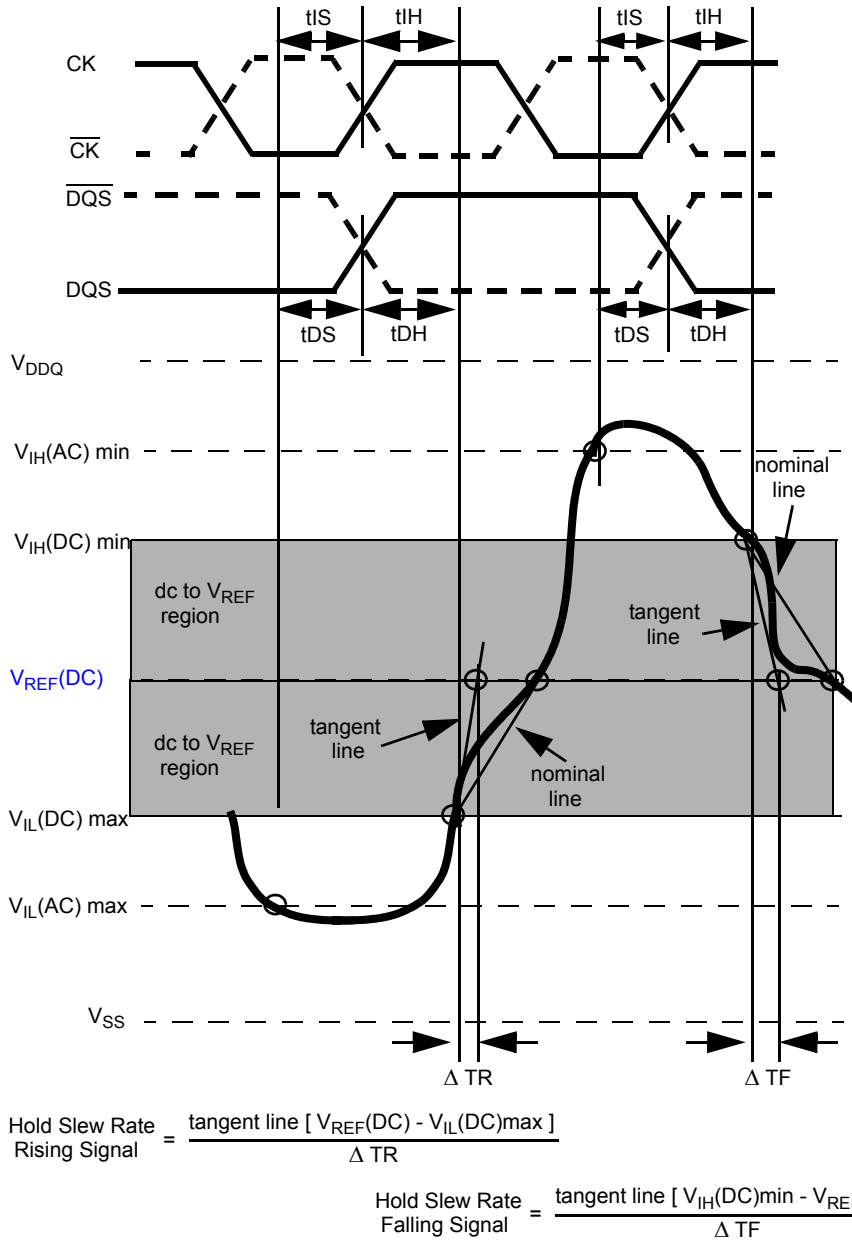 tIS tIH tIS tIH
CK
CK
DQS
DQS
tDS tDH tDS tDH
VDDQ
VIH(AC) min
nominal
line
VIH(DC) min
dc to VREF
region
tangent
line
VREF(DC)
tangent
line
dc to VREF
region
nominal
line
VIL(DC) max
VIL(AC) max
VSS
Δ TR Δ TF
Hold Slew Rate
Rising Signal = tangent line [ VREF(DC) - VIL(DC)max ]
Δ TR
Hold Slew Rate
Falling Signal = tangent line [ VIH(DC)min -
Δ TF